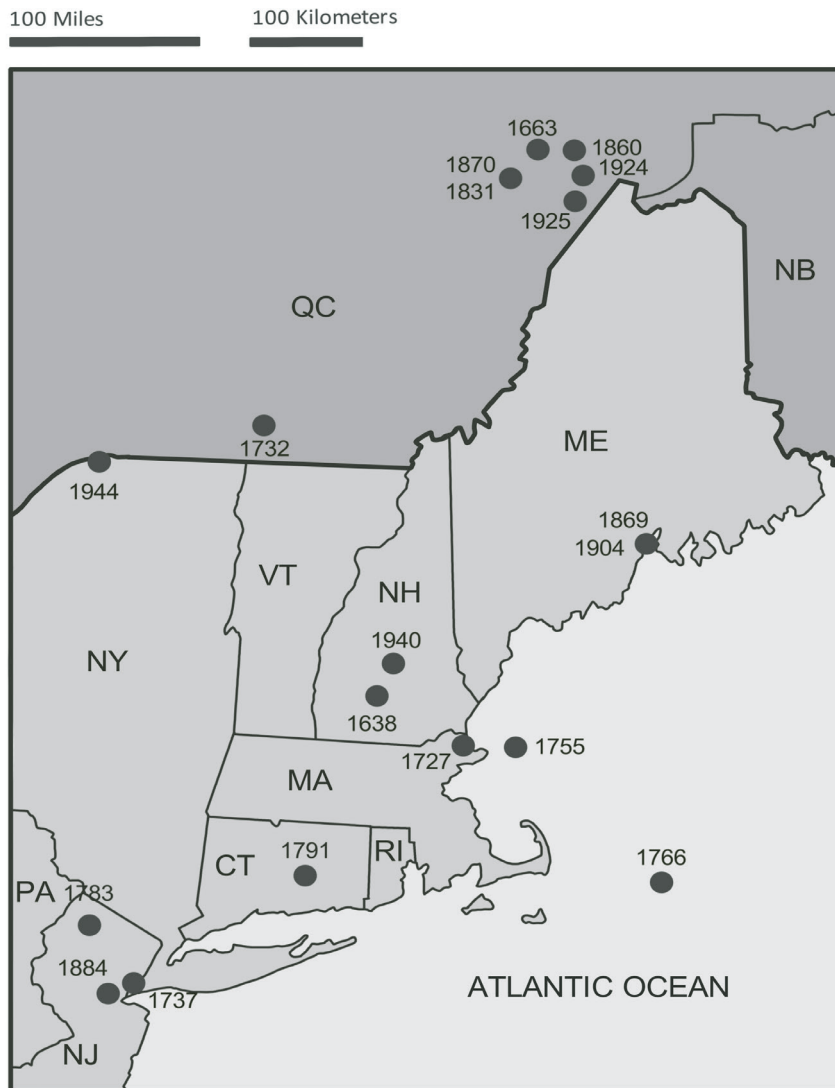 100 Miles
100 Kilometers
1663
1860
1870
1924
1831
1925
NB
QC
1732
ME
1944
1869
1904
VT
NH
1940
NY
1638
1727
1755
MA
1791
RI
CT
1766
PA
1783
1884
1737
ATLANTIC OCEAN
NJ